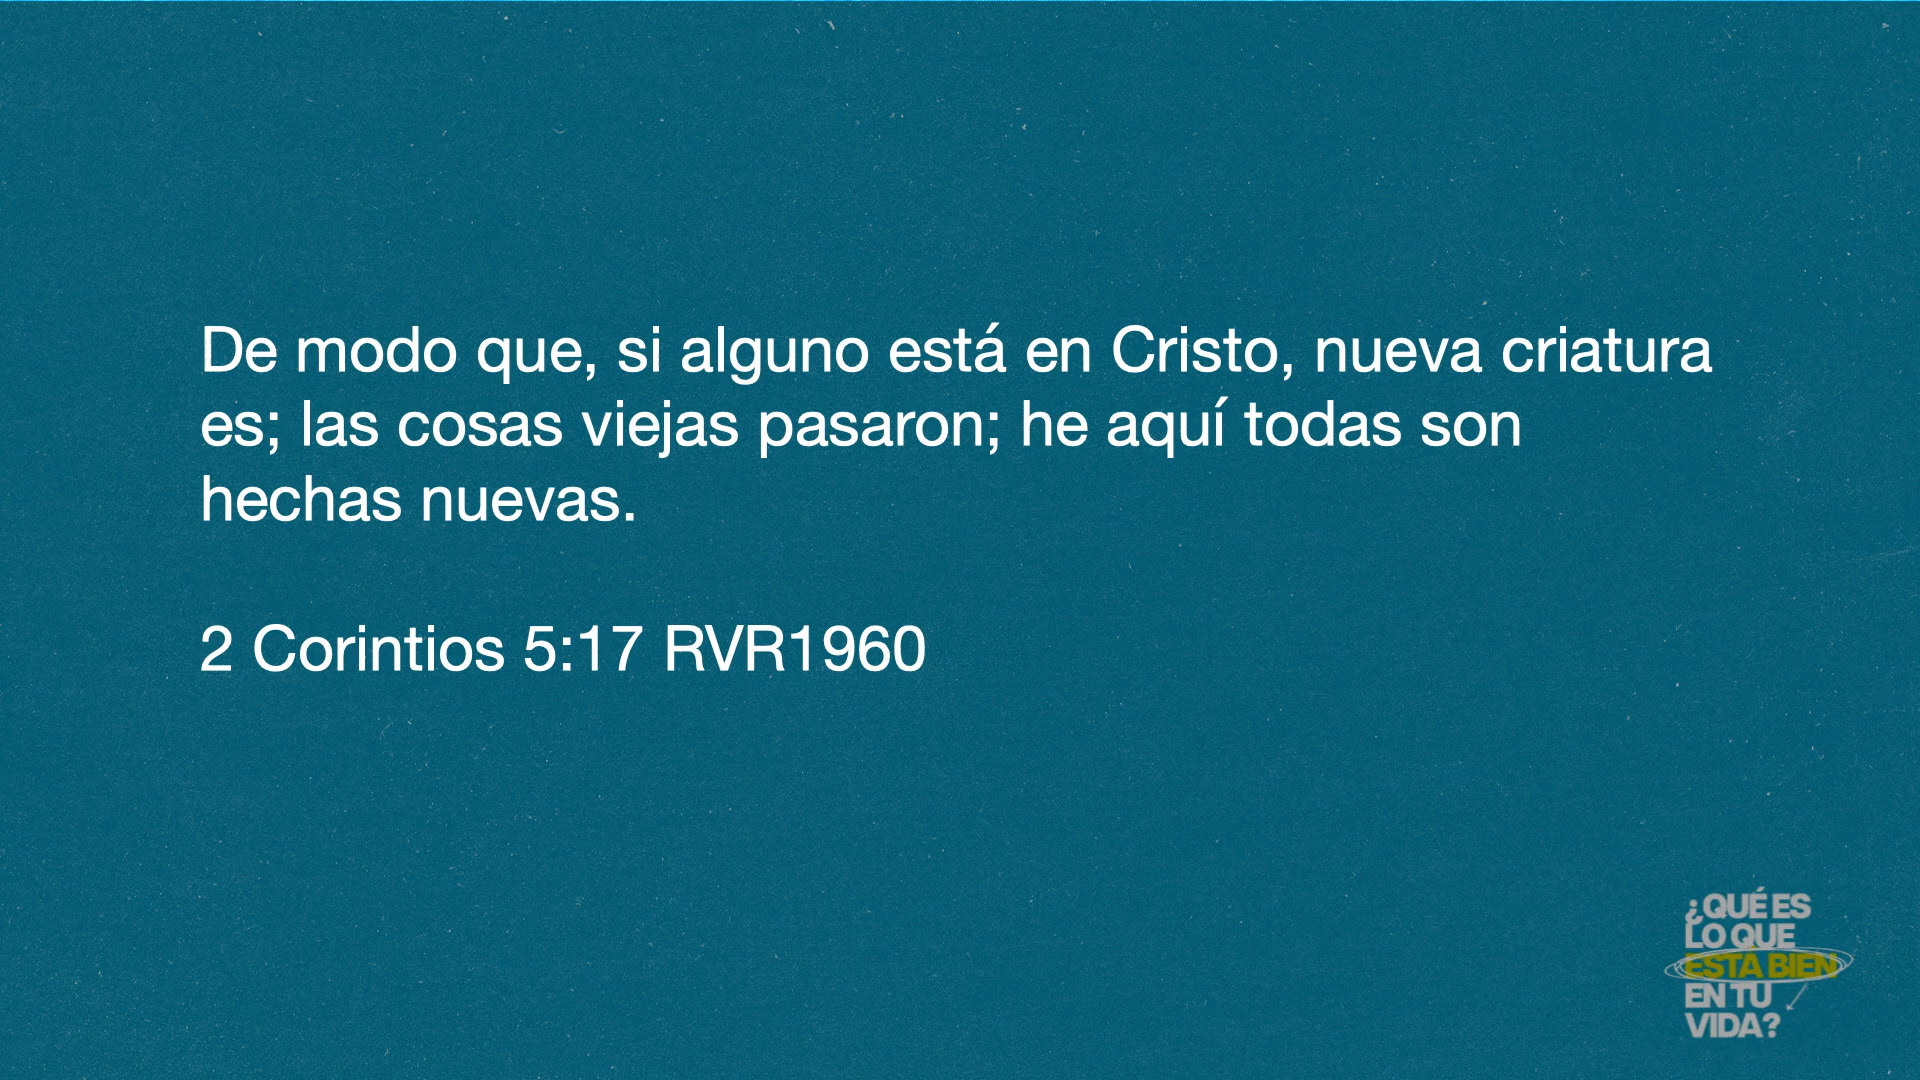 De modo que, si alguno está en Cristo, nueva criatura
es; las cosas viejas pasaron; he aquí todas son
hechas nuevas.
2 Corintios 5:17 RVR1960
¿QUÉ ES
LO QUE
ESTÁ BIEN
EN TU
VIDA?